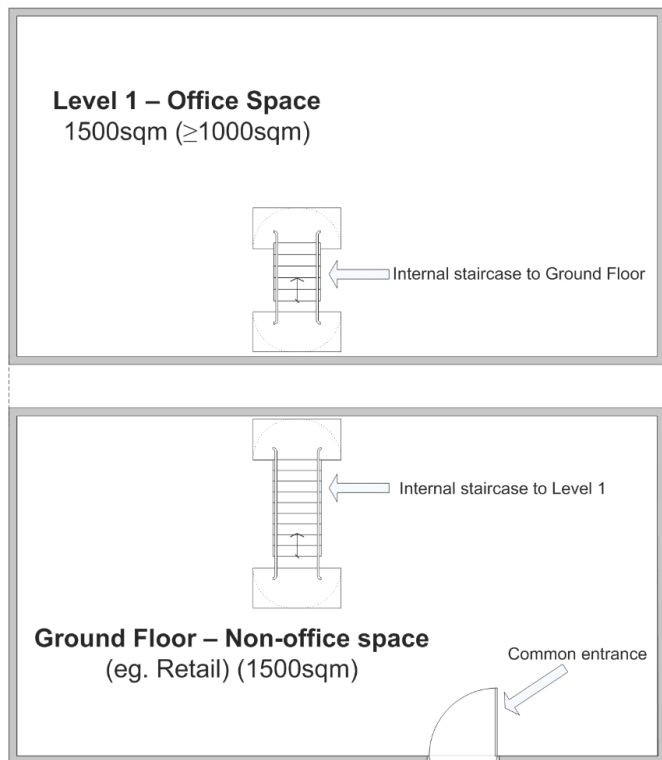 Level 1 – Office Space
1500sqm (≥1000sqm)
Internal staircase to Ground Floor
Internal staircase to Level 1
Ground Floor – Non-office space
(eg. Retail) (1500sqm)
Common entrance